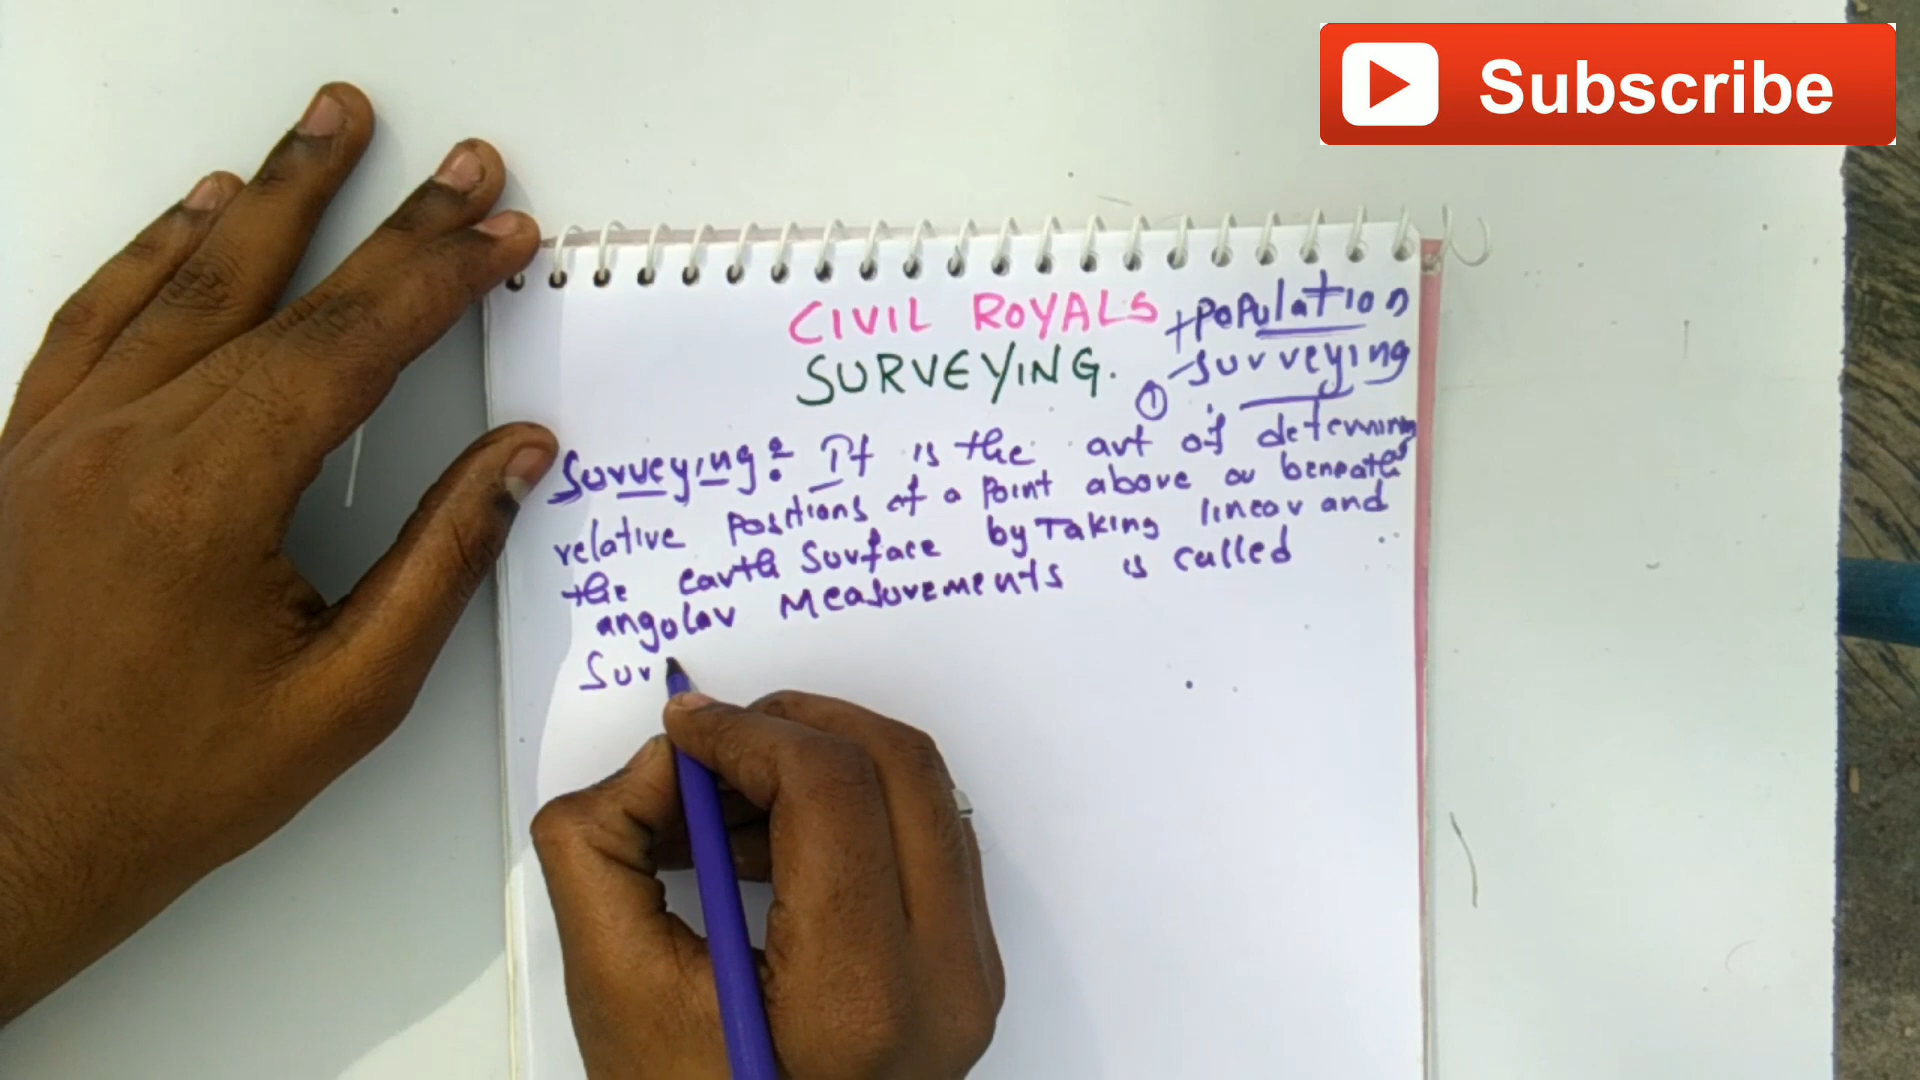 Subscribe
CIVIL ROYALS
SURVEYING.
+population
surveying
①
Surveying: It is the art of determining
relative positions of a point above or beneath
the earth surface by Taking linear and
angular Measurements is called
Sur